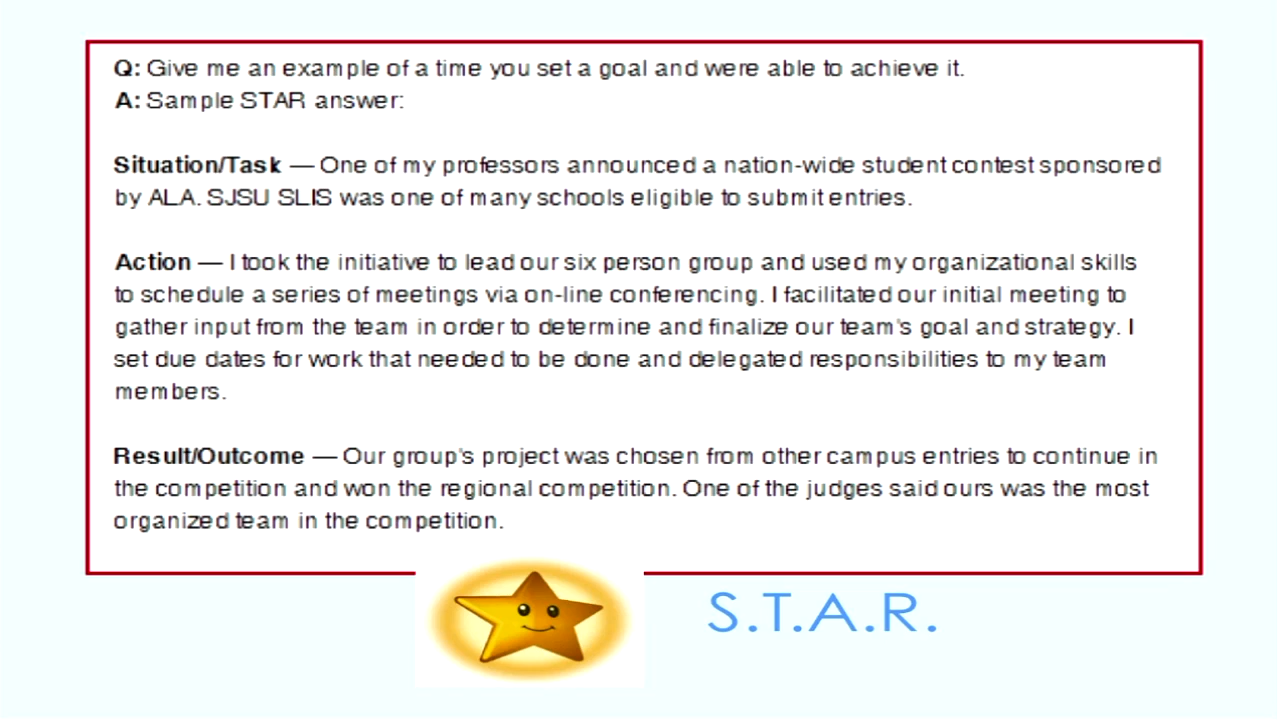 Q: Give me an example of a time you set a goal and were able to achieve it.
A: Sample STAR answer:
Situation/Task — One of my professors announced a nation-wide student contest sponsored
by ALA. SJSU SLIS was one of many schools eligible to submit entries.
Action — I took the initiative to lead our six person group and used my organizational skills
to schedule a series of meetings via on-line conferencing. I facilitated our initial meeting to
gather input from the team in order to determine and finalize our team's goal and strategy. I
set due dates for work that needed to be done and delegated responsibilities to my team
members.
Result/Outcome — Our group's project was chosen from other campus entries to continue in
the competition and won the regional competition. One of the judges said ours was the most
organized team in the competition.
S.T.A.R.